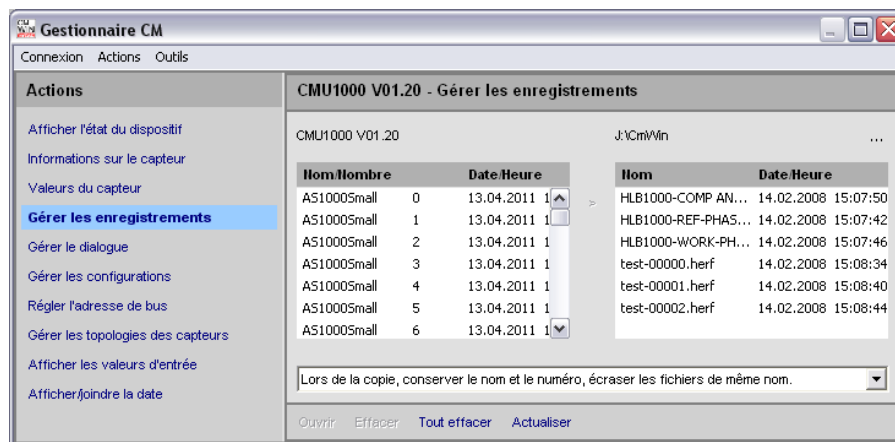 Gestionnaire CM
Connexion Actions Outils
Actions
Afficher l'état du dispositif
Informations sur le capteur
Valeurs du capteur
Gérer les enregistrements
Gérer le dialogue
Gérer les configurations
Régler l'adresse de bus
Gérer les topologies des capteurs
Afficher les valeurs d'entrée
Afficher/joindre la date
CMU1000 V01.20 - Gérer les enregistrements
CMU1000 V01.20
Nom/Nombre Date/Heure
AS1000Small 0 13.04.2011 1
AS1000Small 1 13.04.2011 1
AS1000Small 2 13.04.2011 1
AS1000Small 3 13.04.2011 1
AS1000Small 4 13.04.2011 1
AS1000Small 5 13.04.2011 1
AS1000Small 6 13.04.2011 1
>
J:\CmWin ...
Nom Date/Heure
HLB1000-COMP AN... 14.02.2008 15:07:50
HLB1000-REF-PHAS... 14.02.2008 15:07:42
HLB1000-WORK-PH... 14.02.2008 15:07:46
test-00000.herf 14.02.2008 15:08:34
test-00001.herf 14.02.2008 15:08:40
test-00002.herf 14.02.2008 15:08:44
Lors de la copie, conserver le nom et le numéro, écraser les fichiers de même nom.
Ouvrir Effacer Tout effacer Actualiser